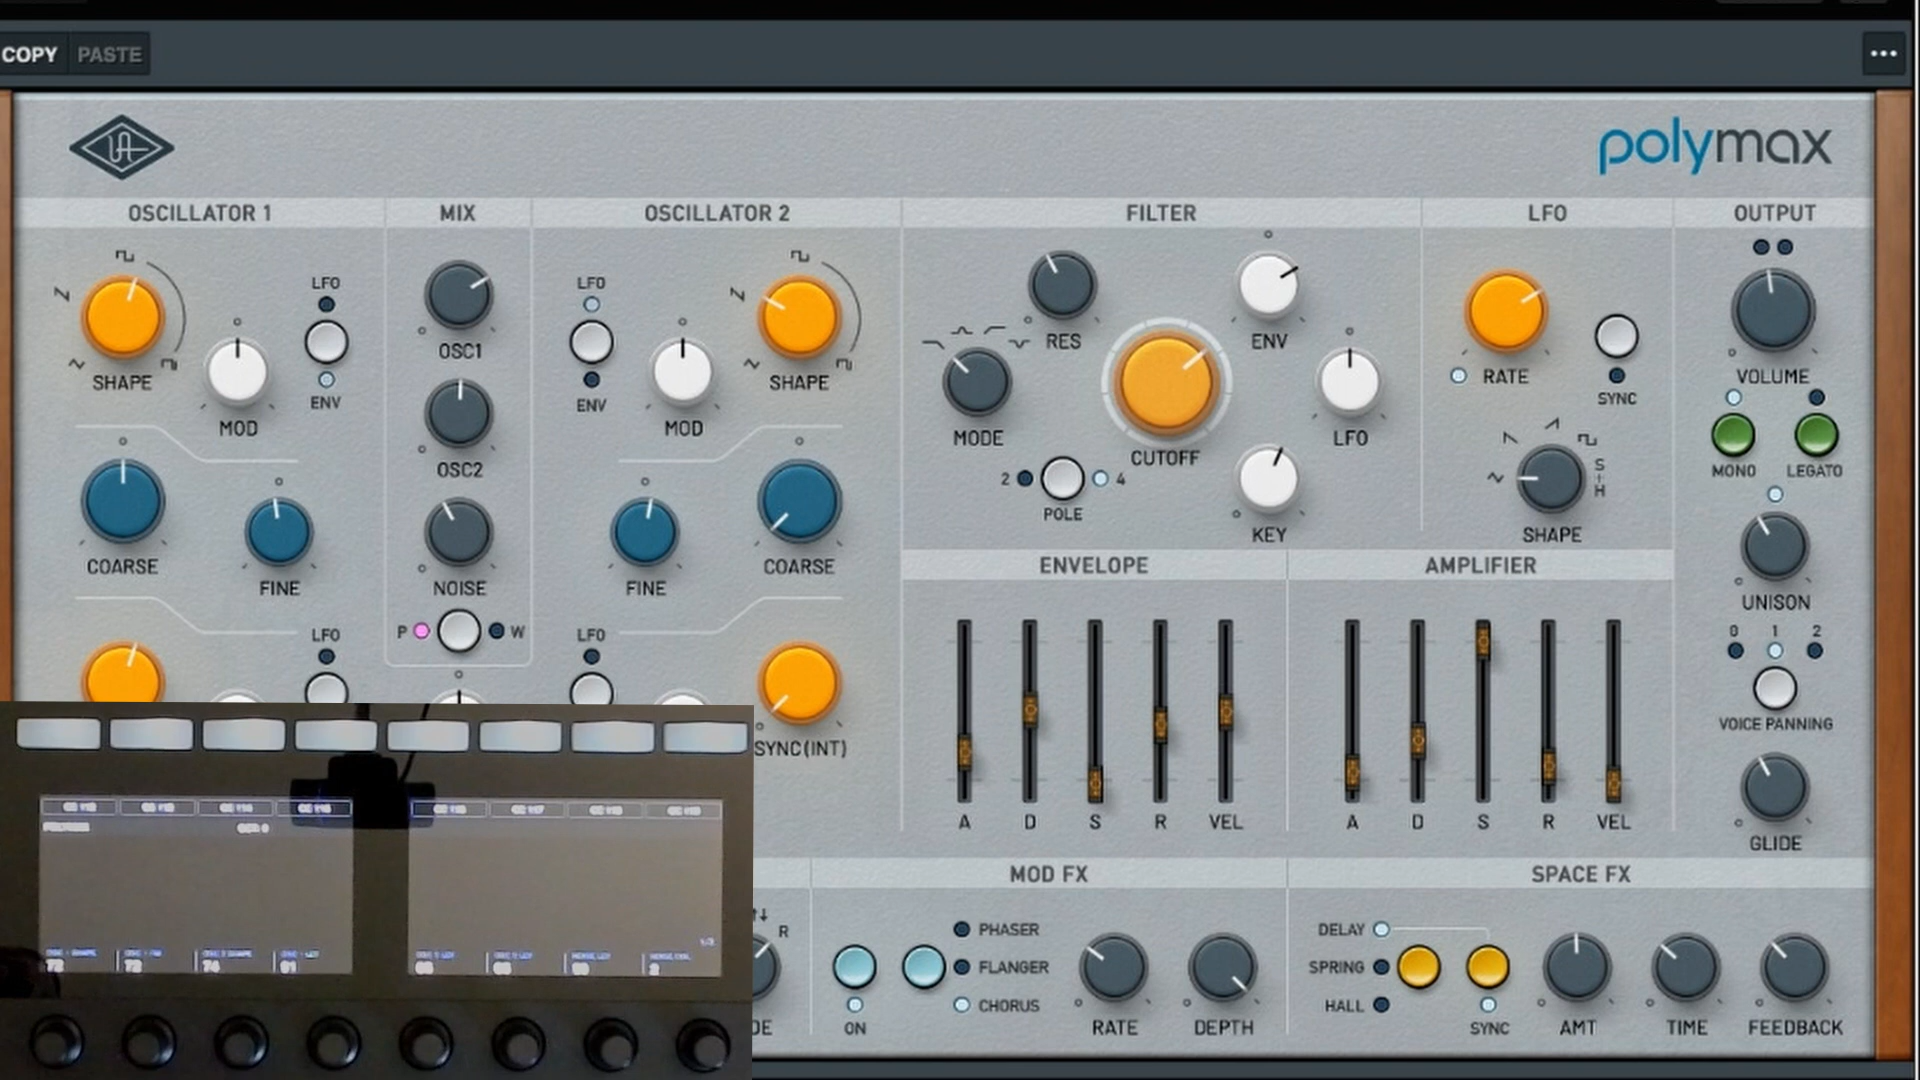 COPY PASTE
•••
UA
polymax
OSCILLATOR 1 MIX OSCILLATOR 2 FILTER LFO OUTPUT
LFO LFO
OSC1 RES ENV
SHAPE SHAPE RATE VOLUME
ENV ENV SYNC
MOD MOD MODE CUTOFF LFO
OSC2 MONO LEGATO
2 4 S+H
POLE KEY SHAPE
COARSE FINE NOISE FINE COARSE
ENVELOPE AMPLIFIER UNISON
P W
LFO LFO 0 1 2
VOICE PANNING
SYNC(INT)
A D S R VEL A D S R VEL
GLIDE
MOD FX SPACE FX
R
PHASER DELAY
FLANGER SPRING
CHORUS HALL
DE ON RATE DEPTH SYNC AMT TIME FEEDBACK